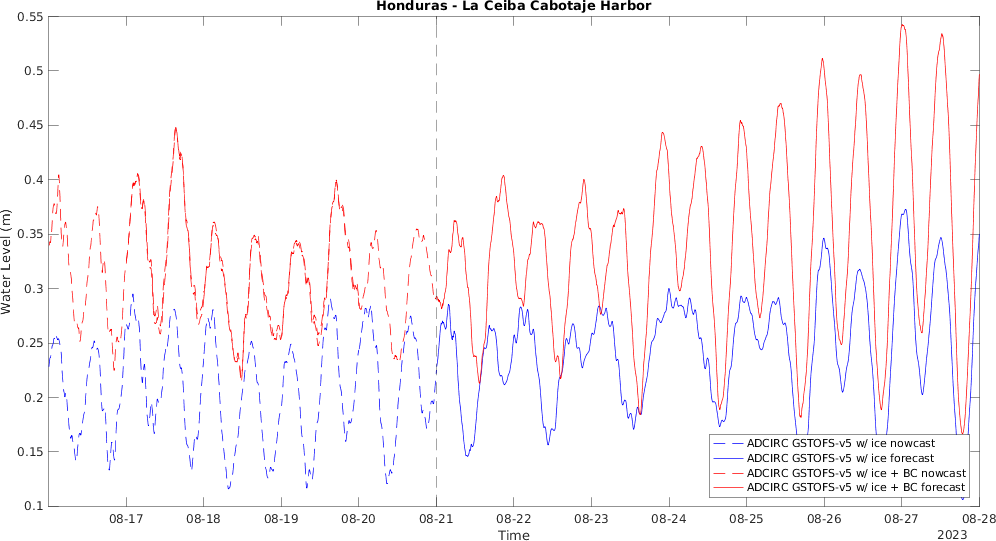 Honduras - La Ceiba Cabotaje Harbor
0.55
0.5
0.45
0.4
0.35
0.3
0.25
0.2
0.15
0.1
Water Level (m)
ADCIRC GSTOFS-v5 w/ ice nowcast
ADCIRC GSTOFS-v5 w/ ice forecast
ADCIRC GSTOFS-v5 w/ ice + BC nowcast
ADCIRC GSTOFS-v5 w/ ice + BC forecast
08-17 08-18 08-19 08-20 08-21 08-22 08-23 08-24 08-25 08-26 08-27 08-28
Time
2023